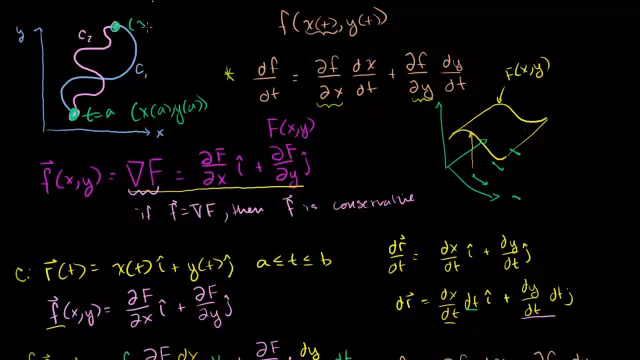 f(x(t), y(t))
y
C₂
(x
C₁
t=a (x(a), y(a))
x
* df/dt = ∂f/∂x dx/dt + ∂f/∂y dy/dt
F(x,y)
F(x,y)
f⃗(x,y) = ∇F = ∂F/∂x î + ∂F/∂y ĵ
if f⃗ = ∇F, then f⃗ is conservative
C: r⃗(t) = x(t) î + y(t) ĵ a ≤ t ≤ b
dr⃗/dt = dx/dt î + dy/dt ĵ
f⃗(x,y) = ∂F/∂x î + ∂F/∂y ĵ
dr⃗ = dx/dt dt î + dy/dt dt ĵ